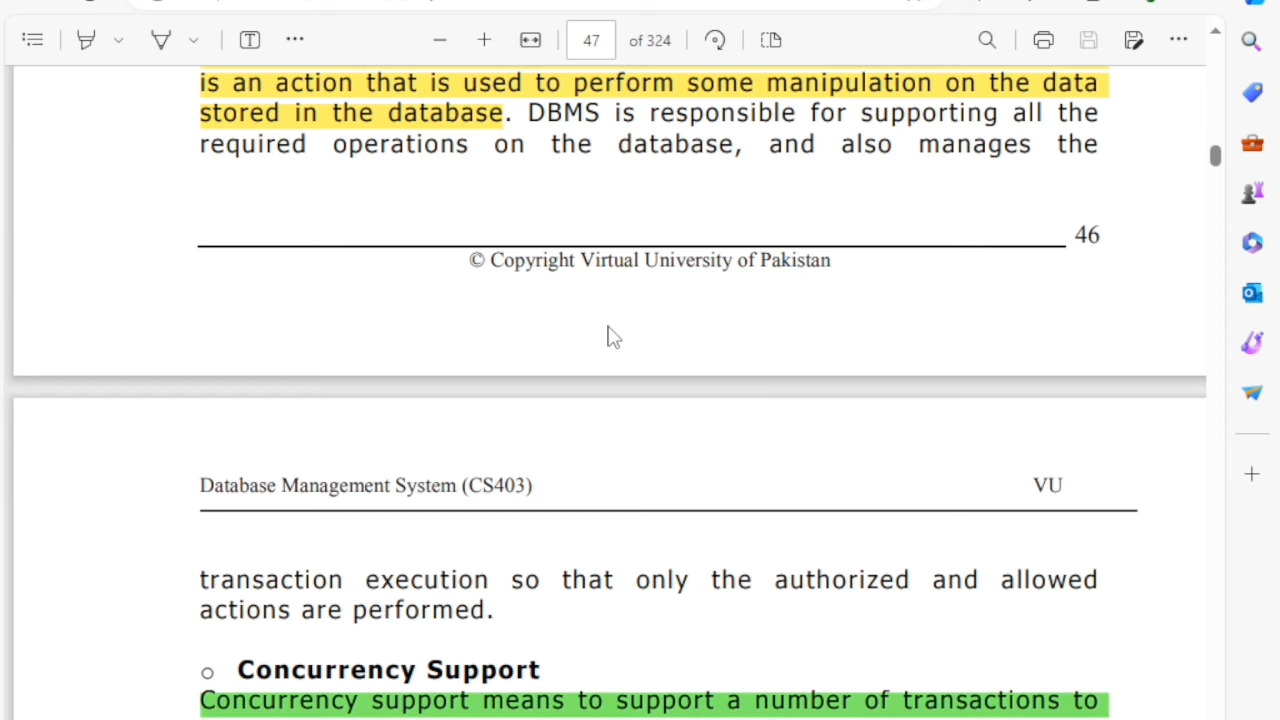 47 of 324
is an action that is used to perform some manipulation on the data
stored in the database. DBMS is responsible for supporting all the
required operations on the database, and also manages the
46
© Copyright Virtual University of Pakistan
Database Management System (CS403) VU
transaction execution so that only the authorized and allowed
actions are performed.
o Concurrency Support
Concurrency support means to support a number of transactions to